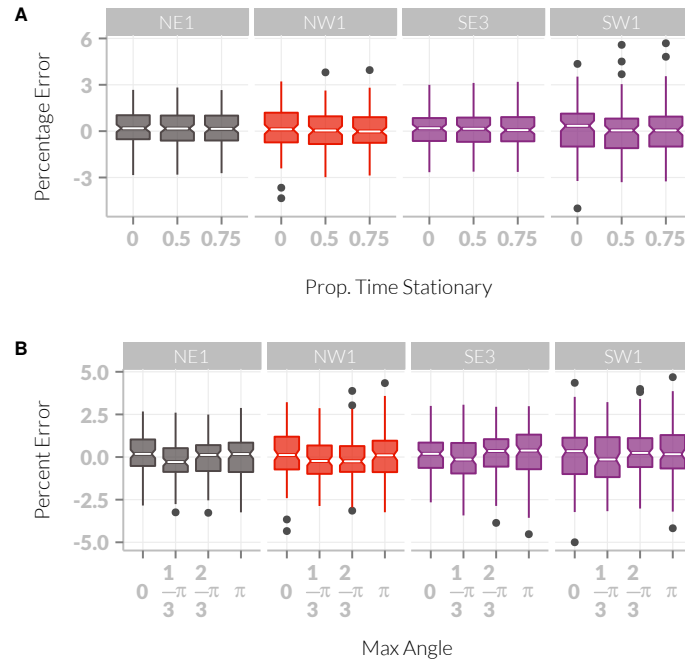 A
NE1 NW1 SE3 SW1
Percentage Error
6
3
0
-3
0 0.5 0.75 0 0.5 0.75 0 0.5 0.75 0 0.5 0.75
Prop. Time Stationary
B
NE1 NW1 SE3 SW1
Percent Error
5.0
2.5
0.0
-2.5
-5.0
0 1/3 π 2/3 π π 0 1/3 π 2/3 π π 0 1/3 π 2/3 π π 0 1/3 π 2/3 π π
Max Angle